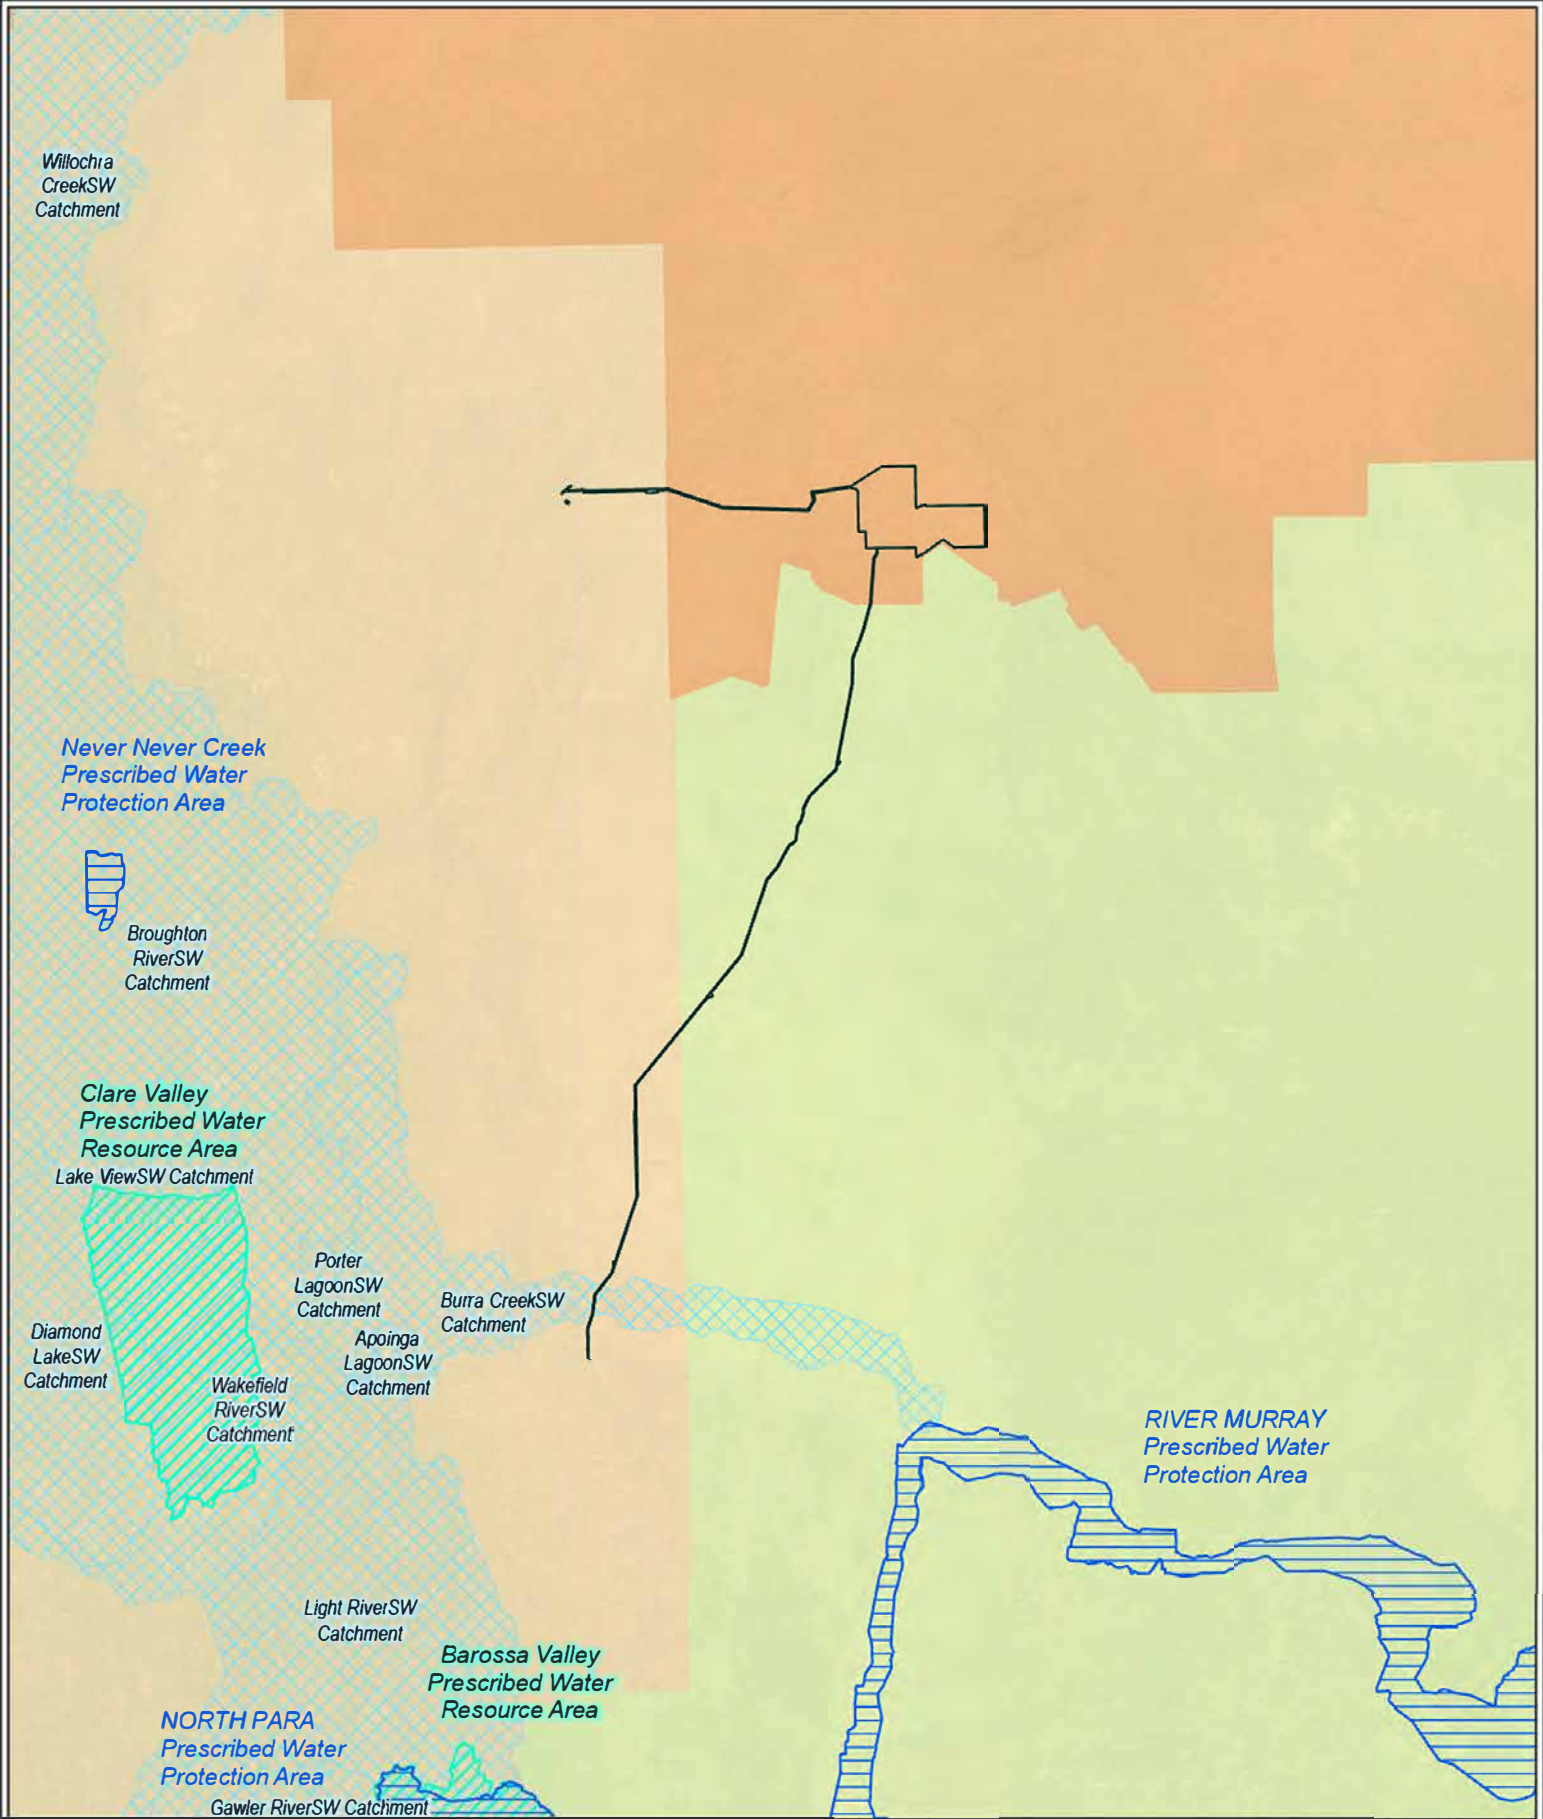 Willochra
CreekSW
Catchment
Never Never Creek
Prescribed Water
Protection Area
Broughton
RiverSW
Catchment
Clare Valley
Prescribed Water
Resource Area
Lake ViewSW Catchment
Porter
LagoonSW
Catchment
Burra CreekSW
Catchment
Diamond
LakeSW
Catchment
Apoinga
LagoonSW
Catchment
Wakefield
RiverSW
Catchment
RIVER MURRAY
Prescribed Water
Protection Area
Light RiverSW
Catchment
Barossa Valley
Prescribed Water
Resource Area
NORTH PARA
Prescribed Water
Protection Area
Gawler RiverSW Catchment